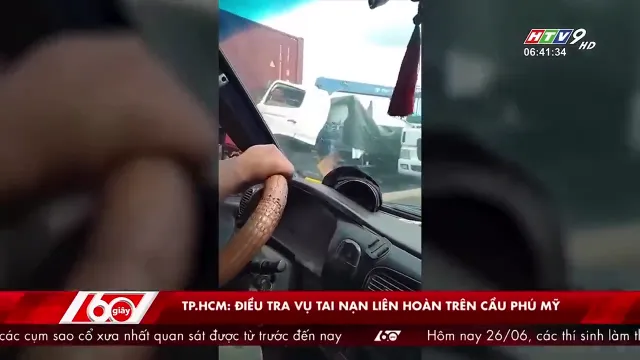 HTV9 HD
06:41:34
60 giây
TP.HCM: ĐIỀU TRA VỤ TAI NẠN LIÊN HOÀN TRÊN CẦU PHÚ MỸ
các cụm sao cổ xưa nhất quan sát được từ trước đến nay 60 Hôm nay 26/06, các thí sinh làm th